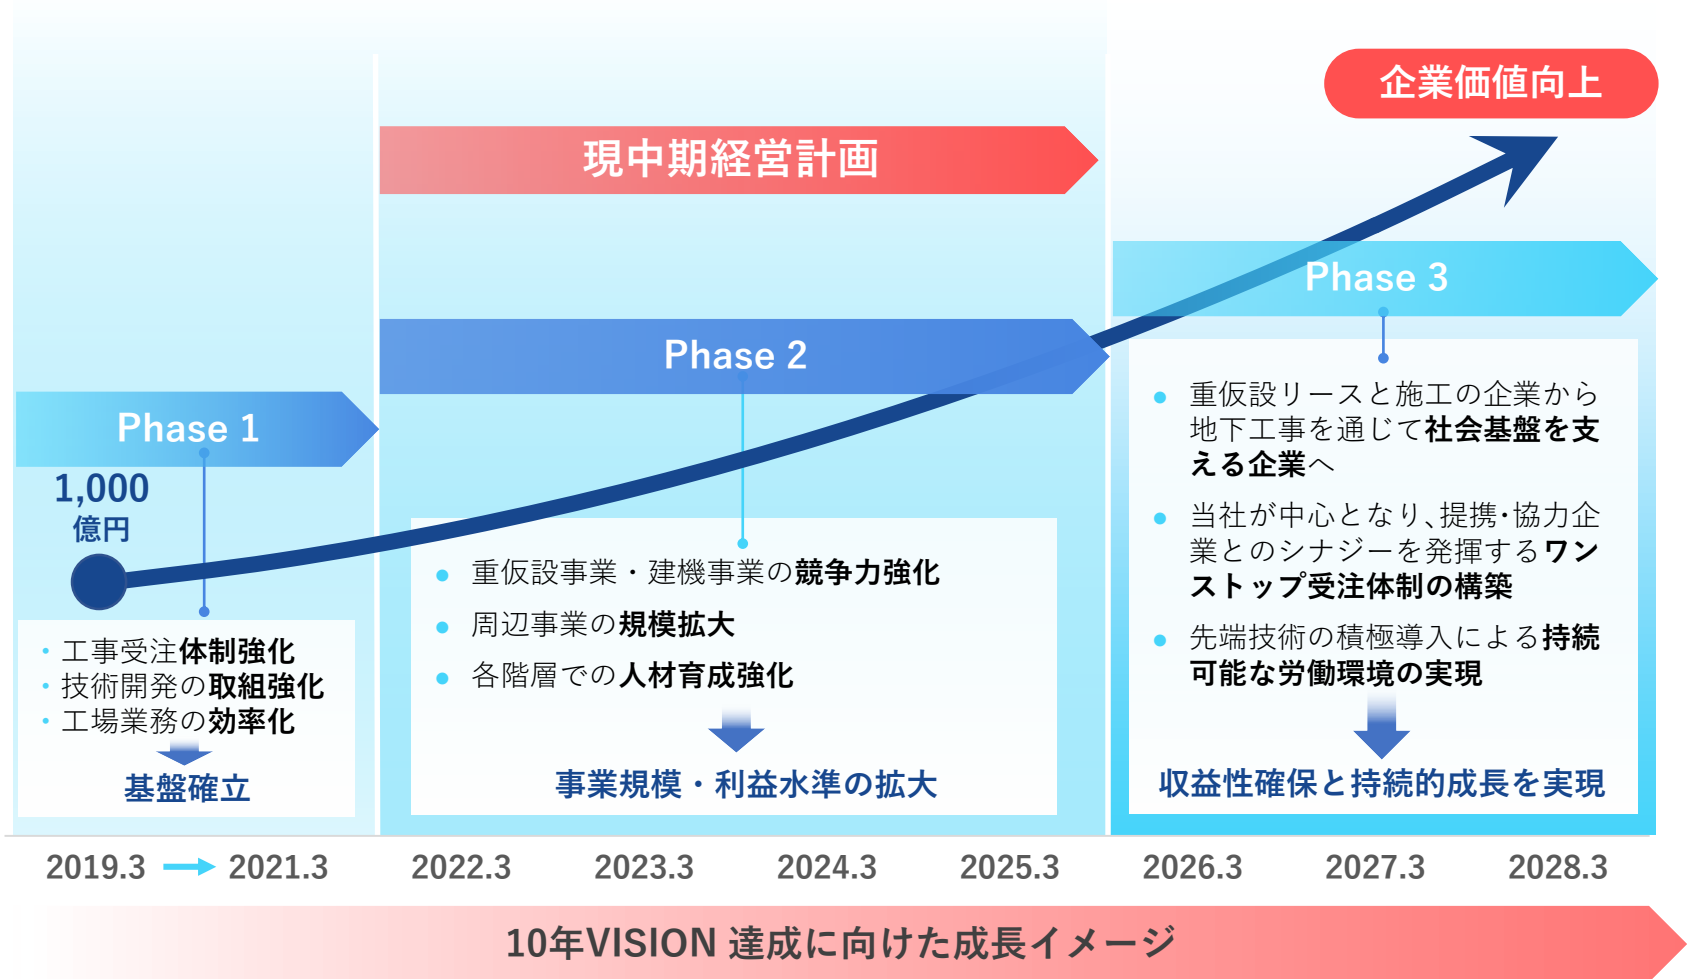 企業価値向上
現中期経営計画
Phase 3
Phase 2
Phase 1
1,000
億円
・工事受注体制強化
・技術開発の取組強化
・工場業務の効率化
基盤確立
● 重仮設事業・建機事業の競争力強化
● 周辺事業の規模拡大
● 各階層での人材育成強化
事業規模・利益水準の拡大
● 重仮設リースと施工の企業から
地下工事を通じて社会基盤を支
える企業へ
● 当社が中心となり、提携・協力企
業とのシナジーを発揮するワン
ストップ受注体制の構築
● 先端技術の積極導入による持続
可能な労働環境の実現
収益性確保と持続的成長を実現
2019.3 → 2021.3 2022.3 2023.3 2024.3 2025.3 2026.3 2027.3 2028.3
10年VISION 達成に向けた成長イメージ